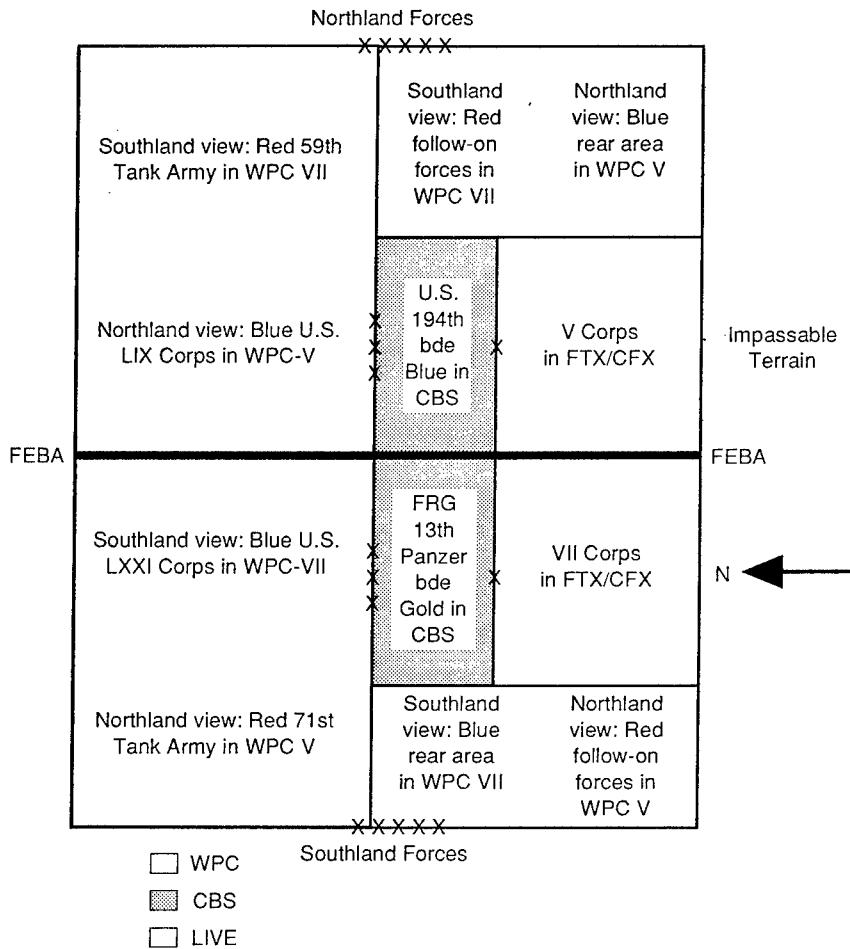 Northland Forces
X X X X X
Southland view: Red 59th
Tank Army in WPC VII
Southland
view: Red
follow-on
forces in
WPC VII
Northland
view: Blue
rear area
in WPC V
Northland view: Blue U.S.
LIX Corps in WPC-V
X
X
X
U.S.
194th
bde
Blue in
CBS
X
V Corps
in FTX/CFX
Impassable
Terrain
FEBA
FEBA
Southland view: Blue U.S.
LXXI Corps in WPC-VII
X
X
X
FRG
13th
Panzer
bde
Gold in
CBS
X
VII Corps
in FTX/CFX
N
Northland view: Red 71st
Tank Army in WPC V
Southland
view: Blue
rear area
in WPC VII
Northland
view: Red
follow-on
forces in
WPC V
X X X X X
Southland Forces
WPC
CBS
LIVE